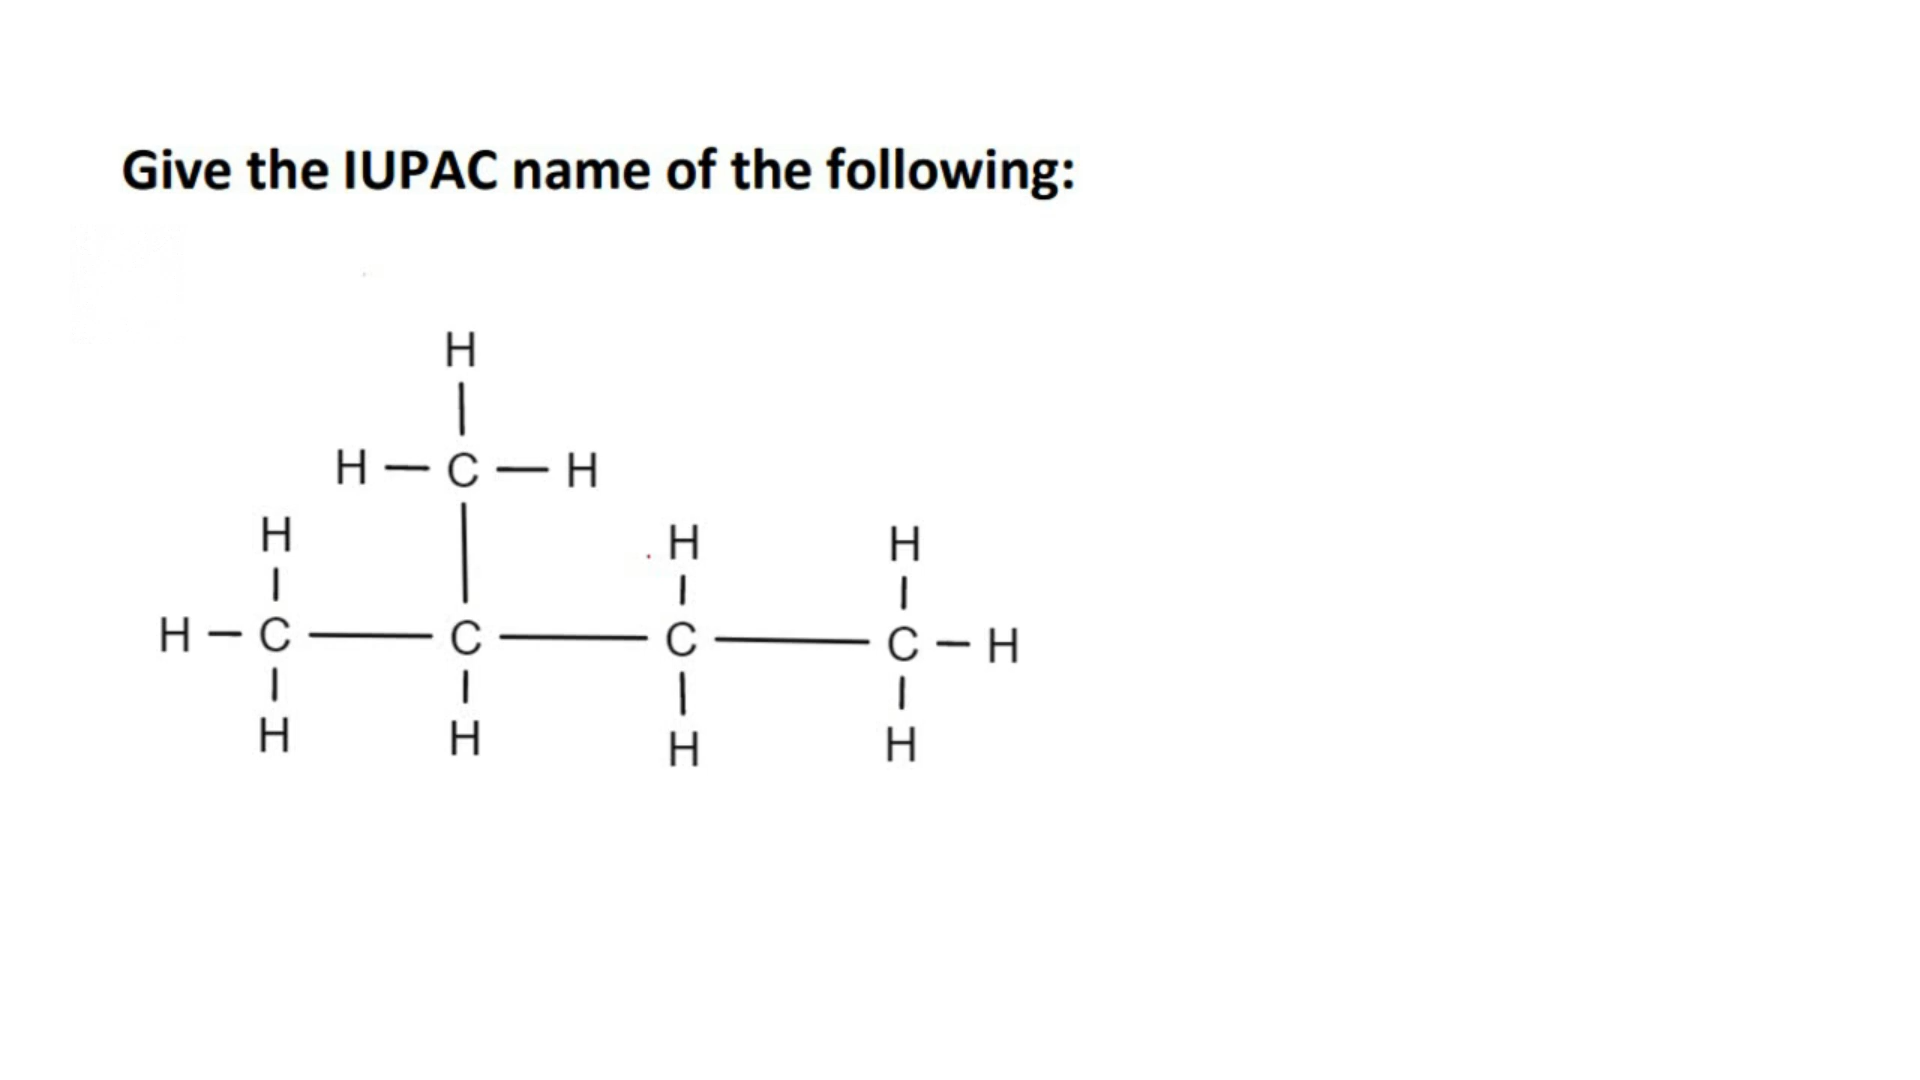 Give the IUPAC name of the following:
H
H — C — H
H H H
H – C — C — C — C – H
H H H H